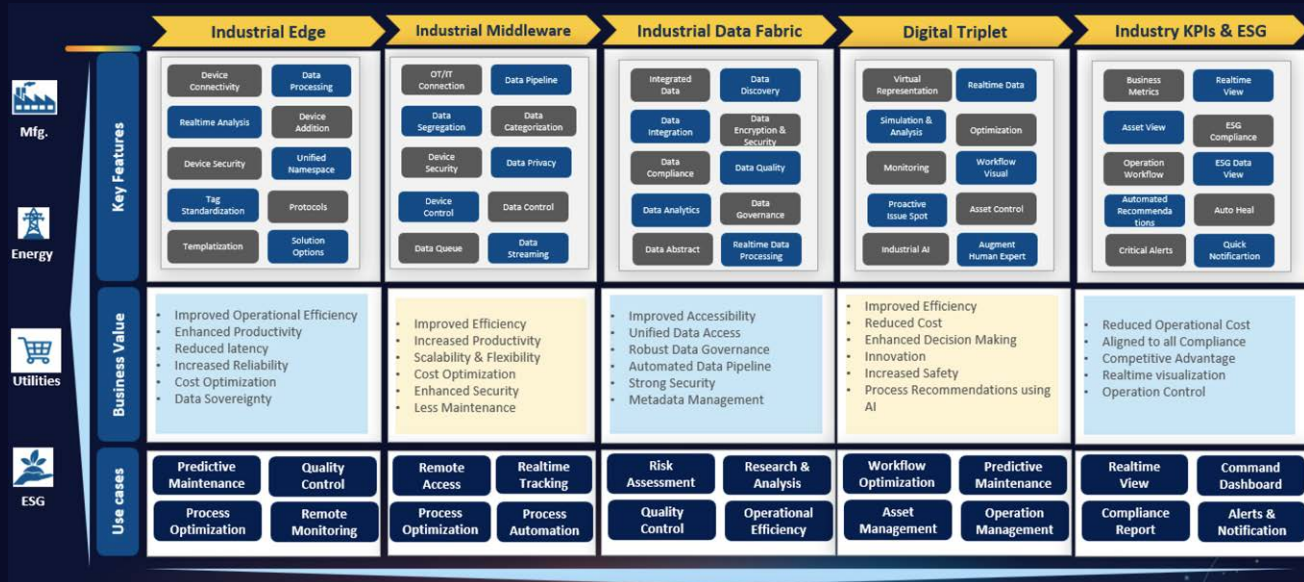 Industrial Edge
Industrial Middleware
Industrial Data Fabric
Digital Triplet
Industry KPIs & ESG
Mfg.
Energy
Utilities
ESG
Key Features
Device
Connectivity
Data
Processing
Realtime Analysis
Device
Addition
Device Security
Unified
Namespace
Tag
Standardization
Protocols
Templatization
Solution
Options
OT/IT
Connection
Data Pipeline
Data
Segregation
Data
Categorization
Device
Security
Data Privacy
Device
Control
Data Control
Data Queue
Data
Streaming
Integrated
Data
Data
Discovery
Data
Integration
Data
Encryption &
Security
Data
Compliance
Data Quality
Data Analytics
Data
Governance
Data Abstract
Realtime Data
Processing
Virtual
Representation
Realtime Data
Simulation &
Analysis
Optimization
Monitoring
Workflow
Visual
Proactive
Issue Spot
Asset Control
Industrial AI
Augment
Human Expert
Business
Metrics
Realtime
View
Asset View
ESG
Compliance
Operation
Workflow
ESG Data
View
Automated
Recommenda
tions
Auto Heal
Critical Alerts
Quick
Notificartion
Business Value
• Improved Operational Efficiency
• Enhanced Productivity
• Reduced latency
• Increased Reliability
• Cost Optimization
• Data Sovereignty
• Improved Efficiency
• Increased Productivity
• Scalability & Flexibility
• Cost Optimization
• Enhanced Security
• Less Maintenance
• Improved Accessibility
• Unified Data Access
• Robust Data Governance
• Automated Data Pipeline
• Strong Security
• Metadata Management
• Improved Efficiency
• Reduced Cost
• Enhanced Decision Making
• Innovation
• Increased Safety
• Process Recommendations using
AI
• Reduced Operational Cost
• Aligned to all Compliance
• Competitive Advantage
• Realtime visualization
• Operation Control
Use cases
Predictive
Maintenance
Quality
Control
Process
Optimization
Remote
Monitoring
Remote
Access
Realtime
Tracking
Process
Optimization
Process
Automation
Risk
Assessment
Research &
Analysis
Quality
Control
Operational
Efficiency
Workflow
Optimization
Predictive
Maintenance
Asset
Management
Operation
Management
Realtime
View
Command
Dashboard
Compliance
Report
Alerts &
Notification